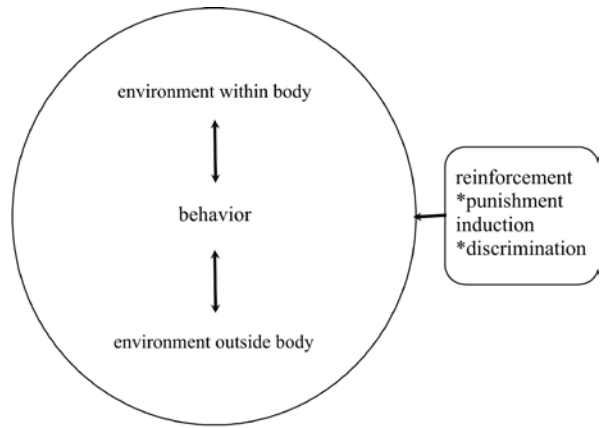 environment within body
behavior
environment outside body
reinforcement
*punishment
induction
*discrimination